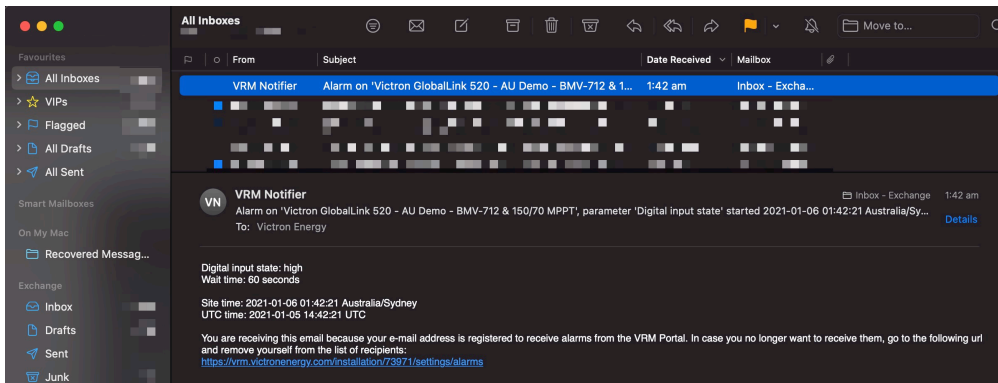 All Inboxes
Move to...
Favourites
All Inboxes
VIPs
Flagged
All Drafts
All Sent
Smart Mailboxes
On My Mac
Recovered Messag...
Exchange
Inbox
Drafts
Sent
Junk
From Subject Date Received Mailbox
VRM Notifier Alarm on 'Victron GlobalLink 520 - AU Demo - BMV-712 & 1... 1:42 am Inbox - Excha...
VN
VRM Notifier Inbox - Exchange 1:42 am
Alarm on 'Victron GlobalLink 520 - AU Demo - BMV-712 & 150/70 MPPT', parameter 'Digital input state' started 2021-01-06 01:42:21 Australia/Sy...
To: Victron Energy Details
Digital input state: high
Wait time: 60 seconds
Site time: 2021-01-06 01:42:21 Australia/Sydney
UTC time: 2021-01-05 14:42:21 UTC
You are receiving this email because your e-mail address is registered to receive alarms from the VRM Portal. In case you no longer want to receive them, go to the following url
and remove yourself from the list of recipients:
https://vrm.victronenergy.com/installation/73971/settings/alarms